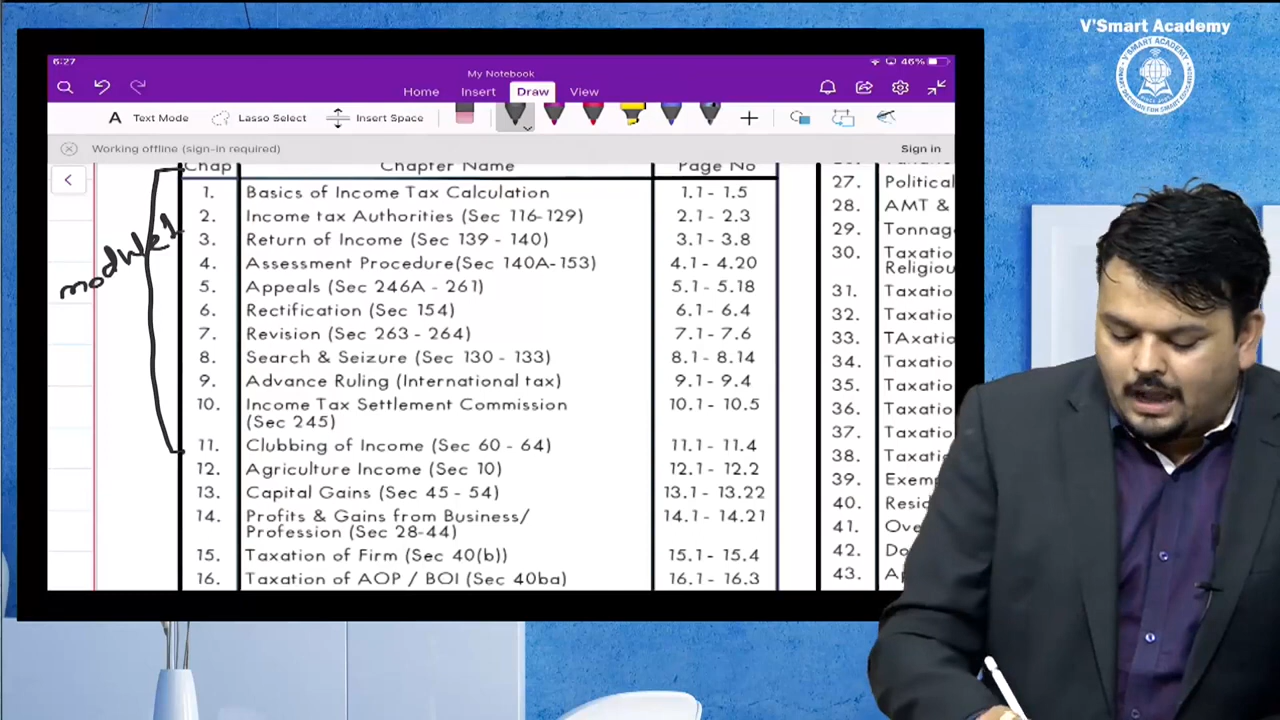 V'Smart Academy
V'SMART ACADEMY
6:27
46%
My Notebook
Home Insert Draw View
Text Mode Lasso Select Insert Space
Working offline (sign-in required) Sign in
module 1
Chap Chapter Name Page No
1. Basics of Income Tax Calculation 1.1 - 1.5
2. Income tax Authorities (Sec 116-129) 2.1 - 2.3
3. Return of Income (Sec 139 - 140) 3.1 - 3.8
4. Assessment Procedure(Sec 140A-153) 4.1 - 4.20
5. Appeals (Sec 246A - 261) 5.1 - 5.18
6. Rectification (Sec 154) 6.1 - 6.4
7. Revision (Sec 263 - 264) 7.1 - 7.6
8. Search & Seizure (Sec 130 - 133) 8.1 - 8.14
9. Advance Ruling (International tax) 9.1 - 9.4
10. Income Tax Settlement Commission 10.1 - 10.5
(Sec 245)
11. Clubbing of Income (Sec 60 - 64) 11.1 - 11.4
12. Agriculture Income (Sec 10) 12.1 - 12.2
13. Capital Gains (Sec 45 - 54) 13.1 - 13.22
14. Profits & Gains from Business/ 14.1 - 14.21
Profession (Sec 28-44)
15. Taxation of Firm (Sec 40(b)) 15.1 - 15.4
16. Taxation of AOP / BOI (Sec 40ba) 16.1 - 16.3
27. Political
28. AMT &
29. Tonnag
30. Taxatio
Religiou
31. Taxatio
32. Taxatio
33. TAxatio
34. Taxatio
35. Taxatio
36. Taxatio
37. Taxatio
38. Taxati
39. Exemp
40. Resid
41. Ove
42. Do
43. A